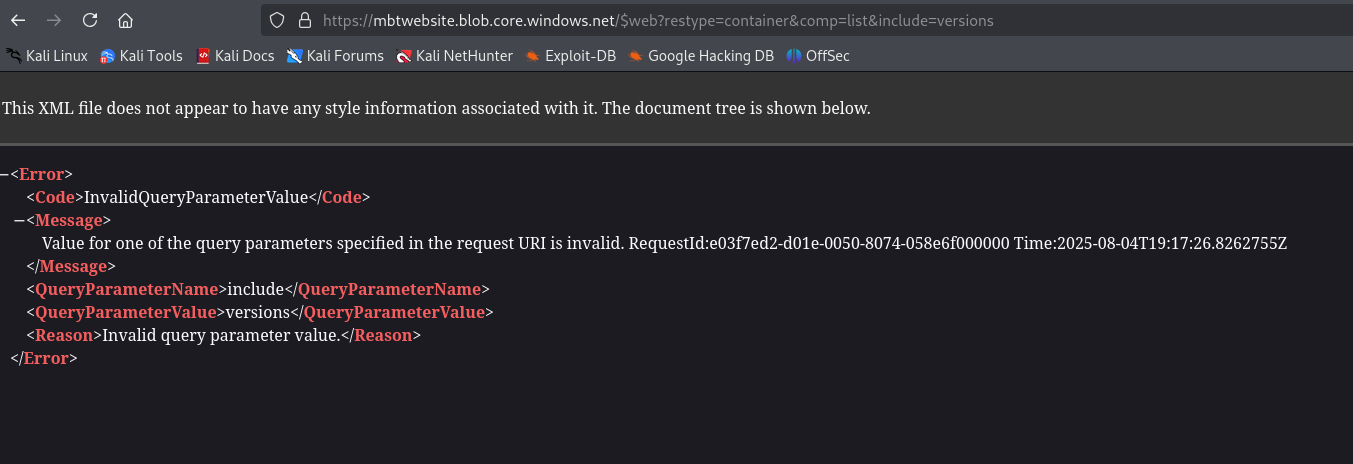 https://mbtwebsite.blob.core.windows.net/$web?restype=container&comp=list&include=versions
Kali Linux Kali Tools Kali Docs Kali Forums Kali NetHunter Exploit-DB Google Hacking DB OffSec
This XML file does not appear to have any style information associated with it. The document tree is shown below.
−<Error>
<Code>InvalidQueryParameterValue</Code>
−<Message>
Value for one of the query parameters specified in the request URI is invalid. RequestId:e03f7ed2-d01e-0050-8074-058e6f000000 Time:2025-08-04T19:17:26.8262755Z
</Message>
<QueryParameterName>include</QueryParameterName>
<QueryParameterValue>versions</QueryParameterValue>
<Reason>Invalid query parameter value.</Reason>
</Error>